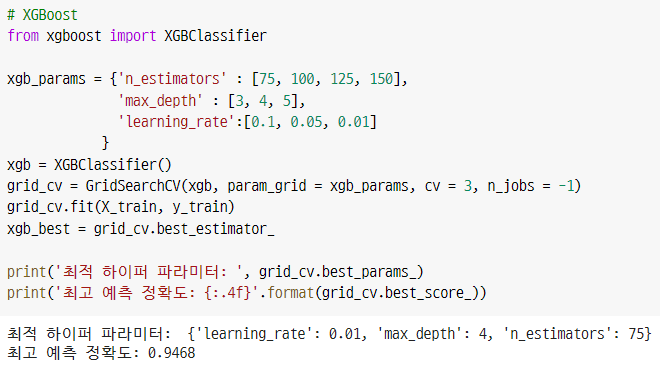 # XGBoost
from xgboost import XGBClassifier

xgb_params = {'n_estimators' : [75, 100, 125, 150],
              'max_depth' : [3, 4, 5],
              'learning_rate':[0.1, 0.05, 0.01]
             }
xgb = XGBClassifier()
grid_cv = GridSearchCV(xgb, param_grid = xgb_params, cv = 3, n_jobs = -1)
grid_cv.fit(X_train, y_train)
xgb_best = grid_cv.best_estimator_

print('최적 하이퍼 파라미터: ', grid_cv.best_params_)
print('최고 예측 정확도: {:.4f}'.format(grid_cv.best_score_))

최적 하이퍼 파라미터:  {'learning_rate': 0.01, 'max_depth': 4, 'n_estimators': 75}
최고 예측 정확도: 0.9468